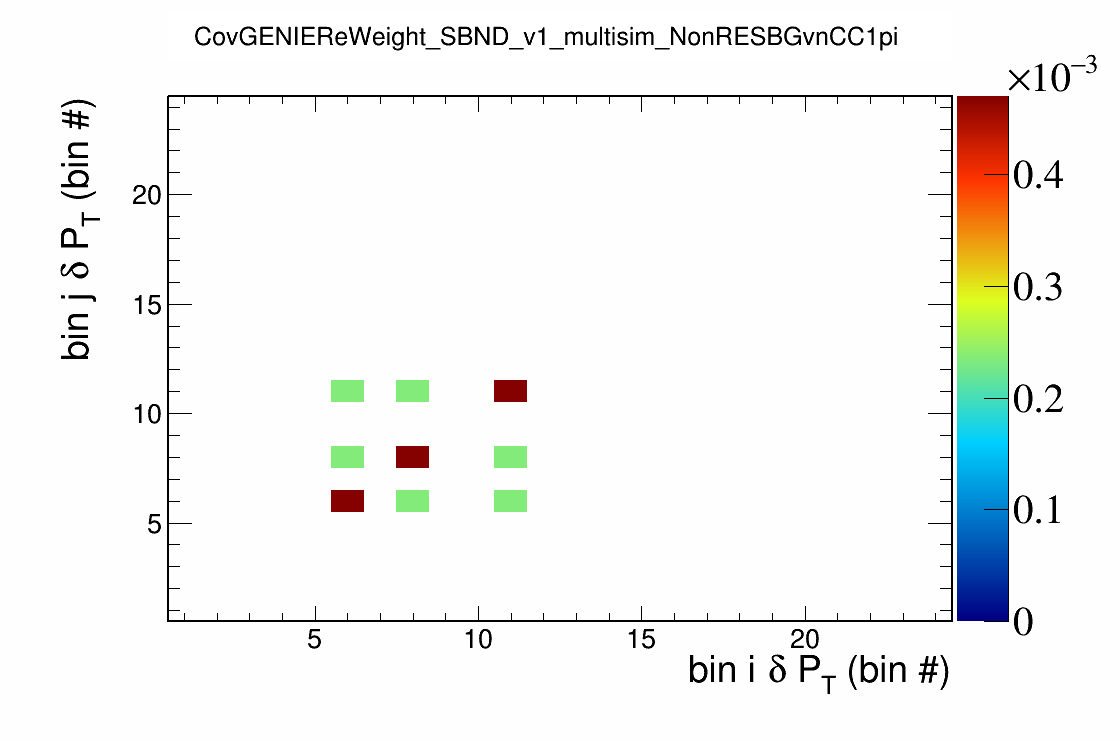 CovGENIEReWeight_SBND_v1_multisim_NonRESBGvnCC1pi
×10⁻³
bin j δ P_T (bin #)
20
15
10
5
5 10 15 20
bin i δ P_T (bin #)
0.4
0.3
0.2
0.1
0